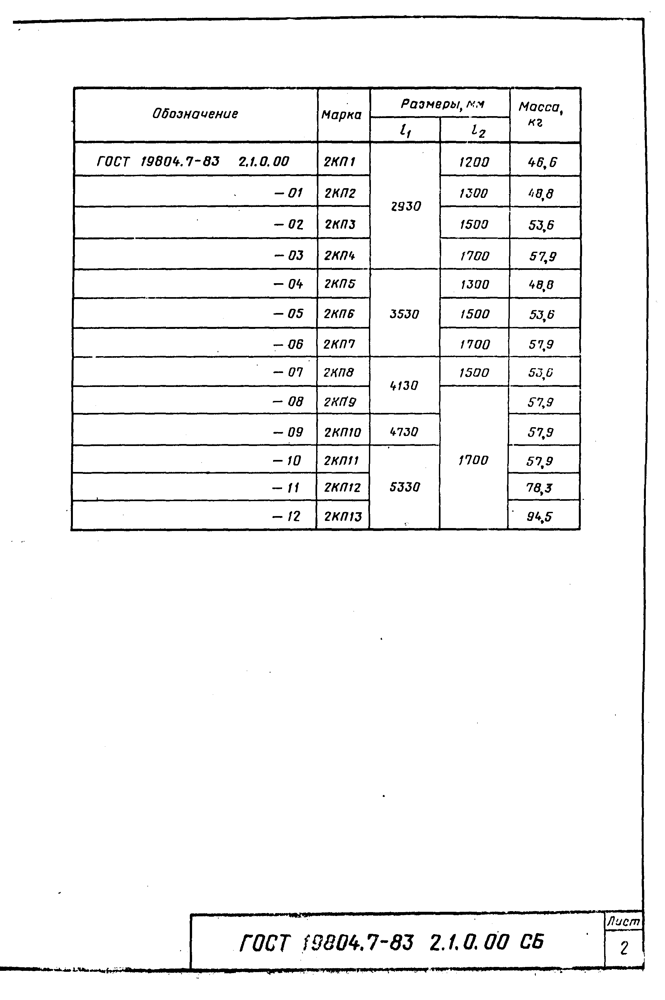 Обозначение Марка Размеры, мм Масса, кг
l1 l2
ГОСТ 19804.7-83 2.1.0.00 2КП1 1200 46,6
– 01 2КП2 1300 48,8
2930
– 02 2КП3 1500 53,6
– 03 2КП4 1700 57,9
– 04 2КП5 1300 48,8
– 05 2КП6 3530 1500 53,6
– 06 2КП7 1700 57,9
– 07 2КП8 1500 53,6
4130
– 08 2КП9 57,9
– 09 2КП10 4730 57,9
– 10 2КП11 1700 57,9
– 11 2КП12 5330 78,3
– 12 2КП13 94,5
Лист
ГОСТ 19804.7-83 2.1.0.00 СБ 2